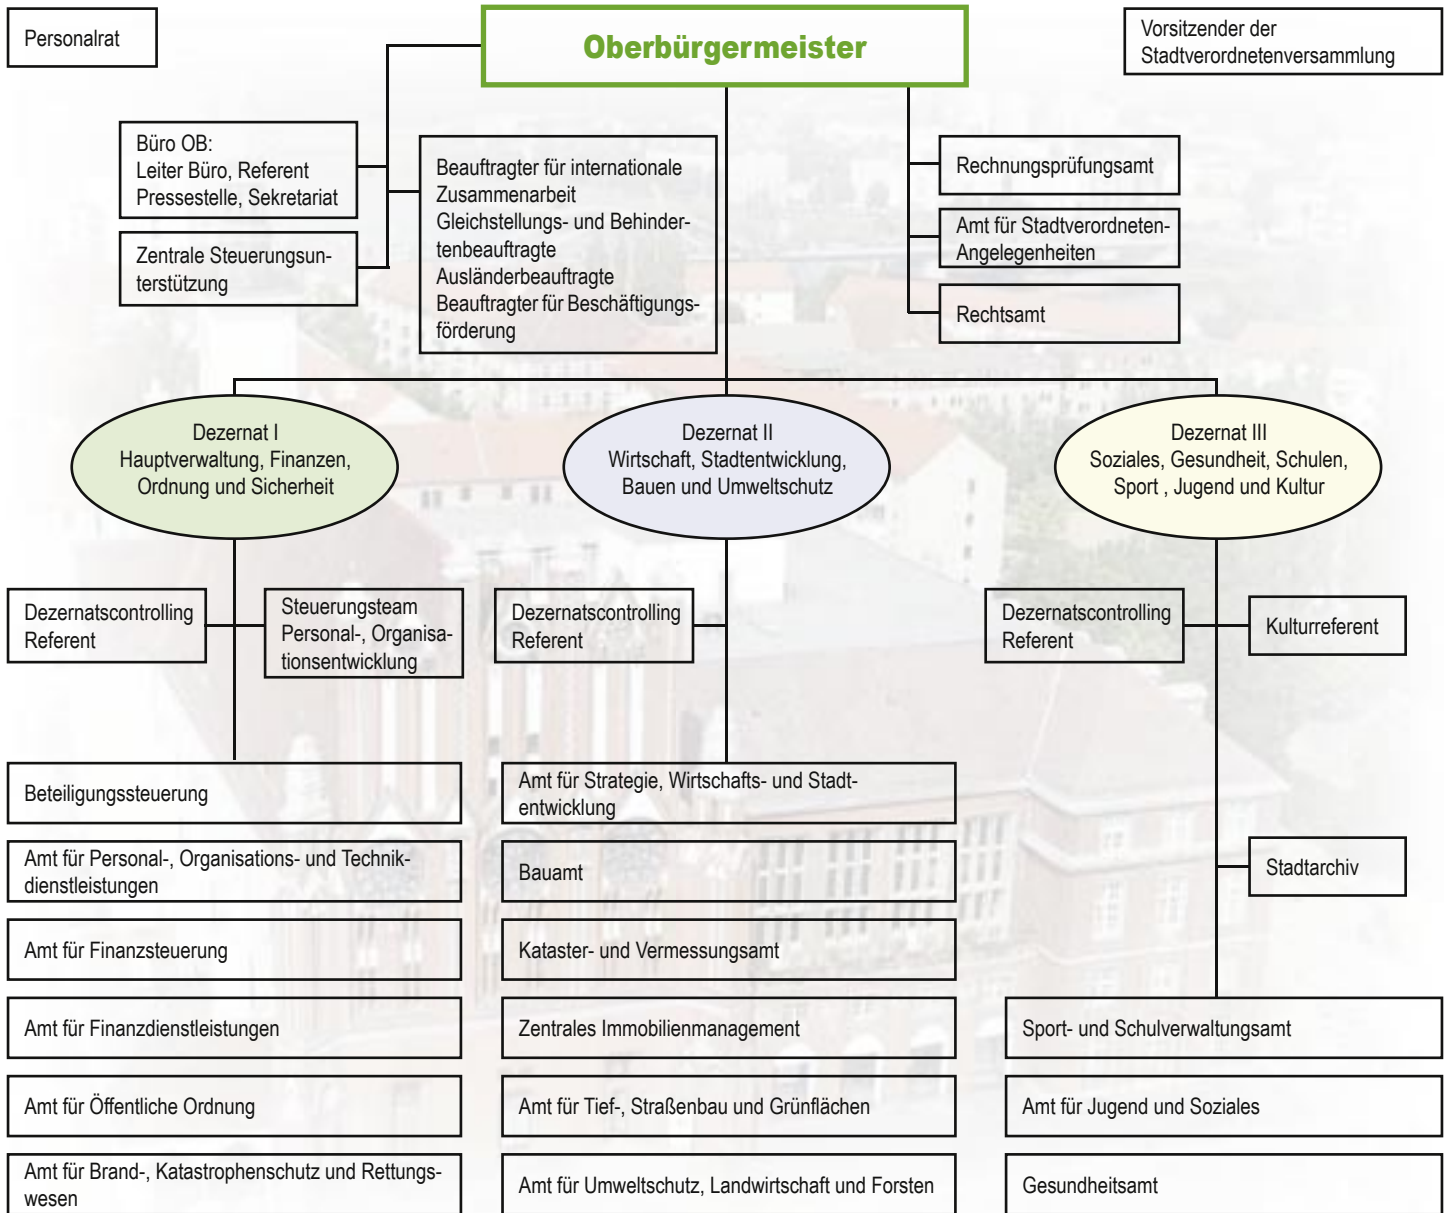 Personalrat
Oberbürgermeister
Vorsitzender der
Stadtverordnetenversammlung
Büro OB:
Leiter Büro, Referent
Pressestelle, Sekretariat
Zentrale Steuerungsun-
terstützung
Beauftragter für internationale
Zusammenarbeit
Gleichstellungs- und Behinder-
tenbeauftragte
Ausländerbeauftragte
Beauftragter für Beschäftigungs-
förderung
Rechnungsprüfungsamt
Amt für Stadtverordneten-
Angelegenheiten
Rechtsamt
Dezernat I
Hauptverwaltung, Finanzen,
Ordnung und Sicherheit
Dezernat II
Wirtschaft, Stadtentwicklung,
Bauen und Umweltschutz
Dezernat III
Soziales, Gesundheit, Schulen,
Sport , Jugend und Kultur
Dezernatscontrolling
Referent
Steuerungsteam
Personal-, Organisa-
tionsentwicklung
Dezernatscontrolling
Referent
Dezernatscontrolling
Referent
Kulturreferent
Beteiligungssteuerung
Amt für Personal-, Organisations- und Technik-
dienstleistungen
Amt für Finanzsteuerung
Amt für Finanzdienstleistungen
Amt für Öffentliche Ordnung
Amt für Brand-, Katastrophenschutz und Rettungs-
wesen
Amt für Strategie, Wirtschafts- und Stadt-
entwicklung
Bauamt
Kataster- und Vermessungsamt
Zentrales Immobilienmanagement
Amt für Tief-, Straßenbau und Grünflächen
Amt für Umweltschutz, Landwirtschaft und Forsten
Stadtarchiv
Sport- und Schulverwaltungsamt
Amt für Jugend und Soziales
Gesundheitsamt